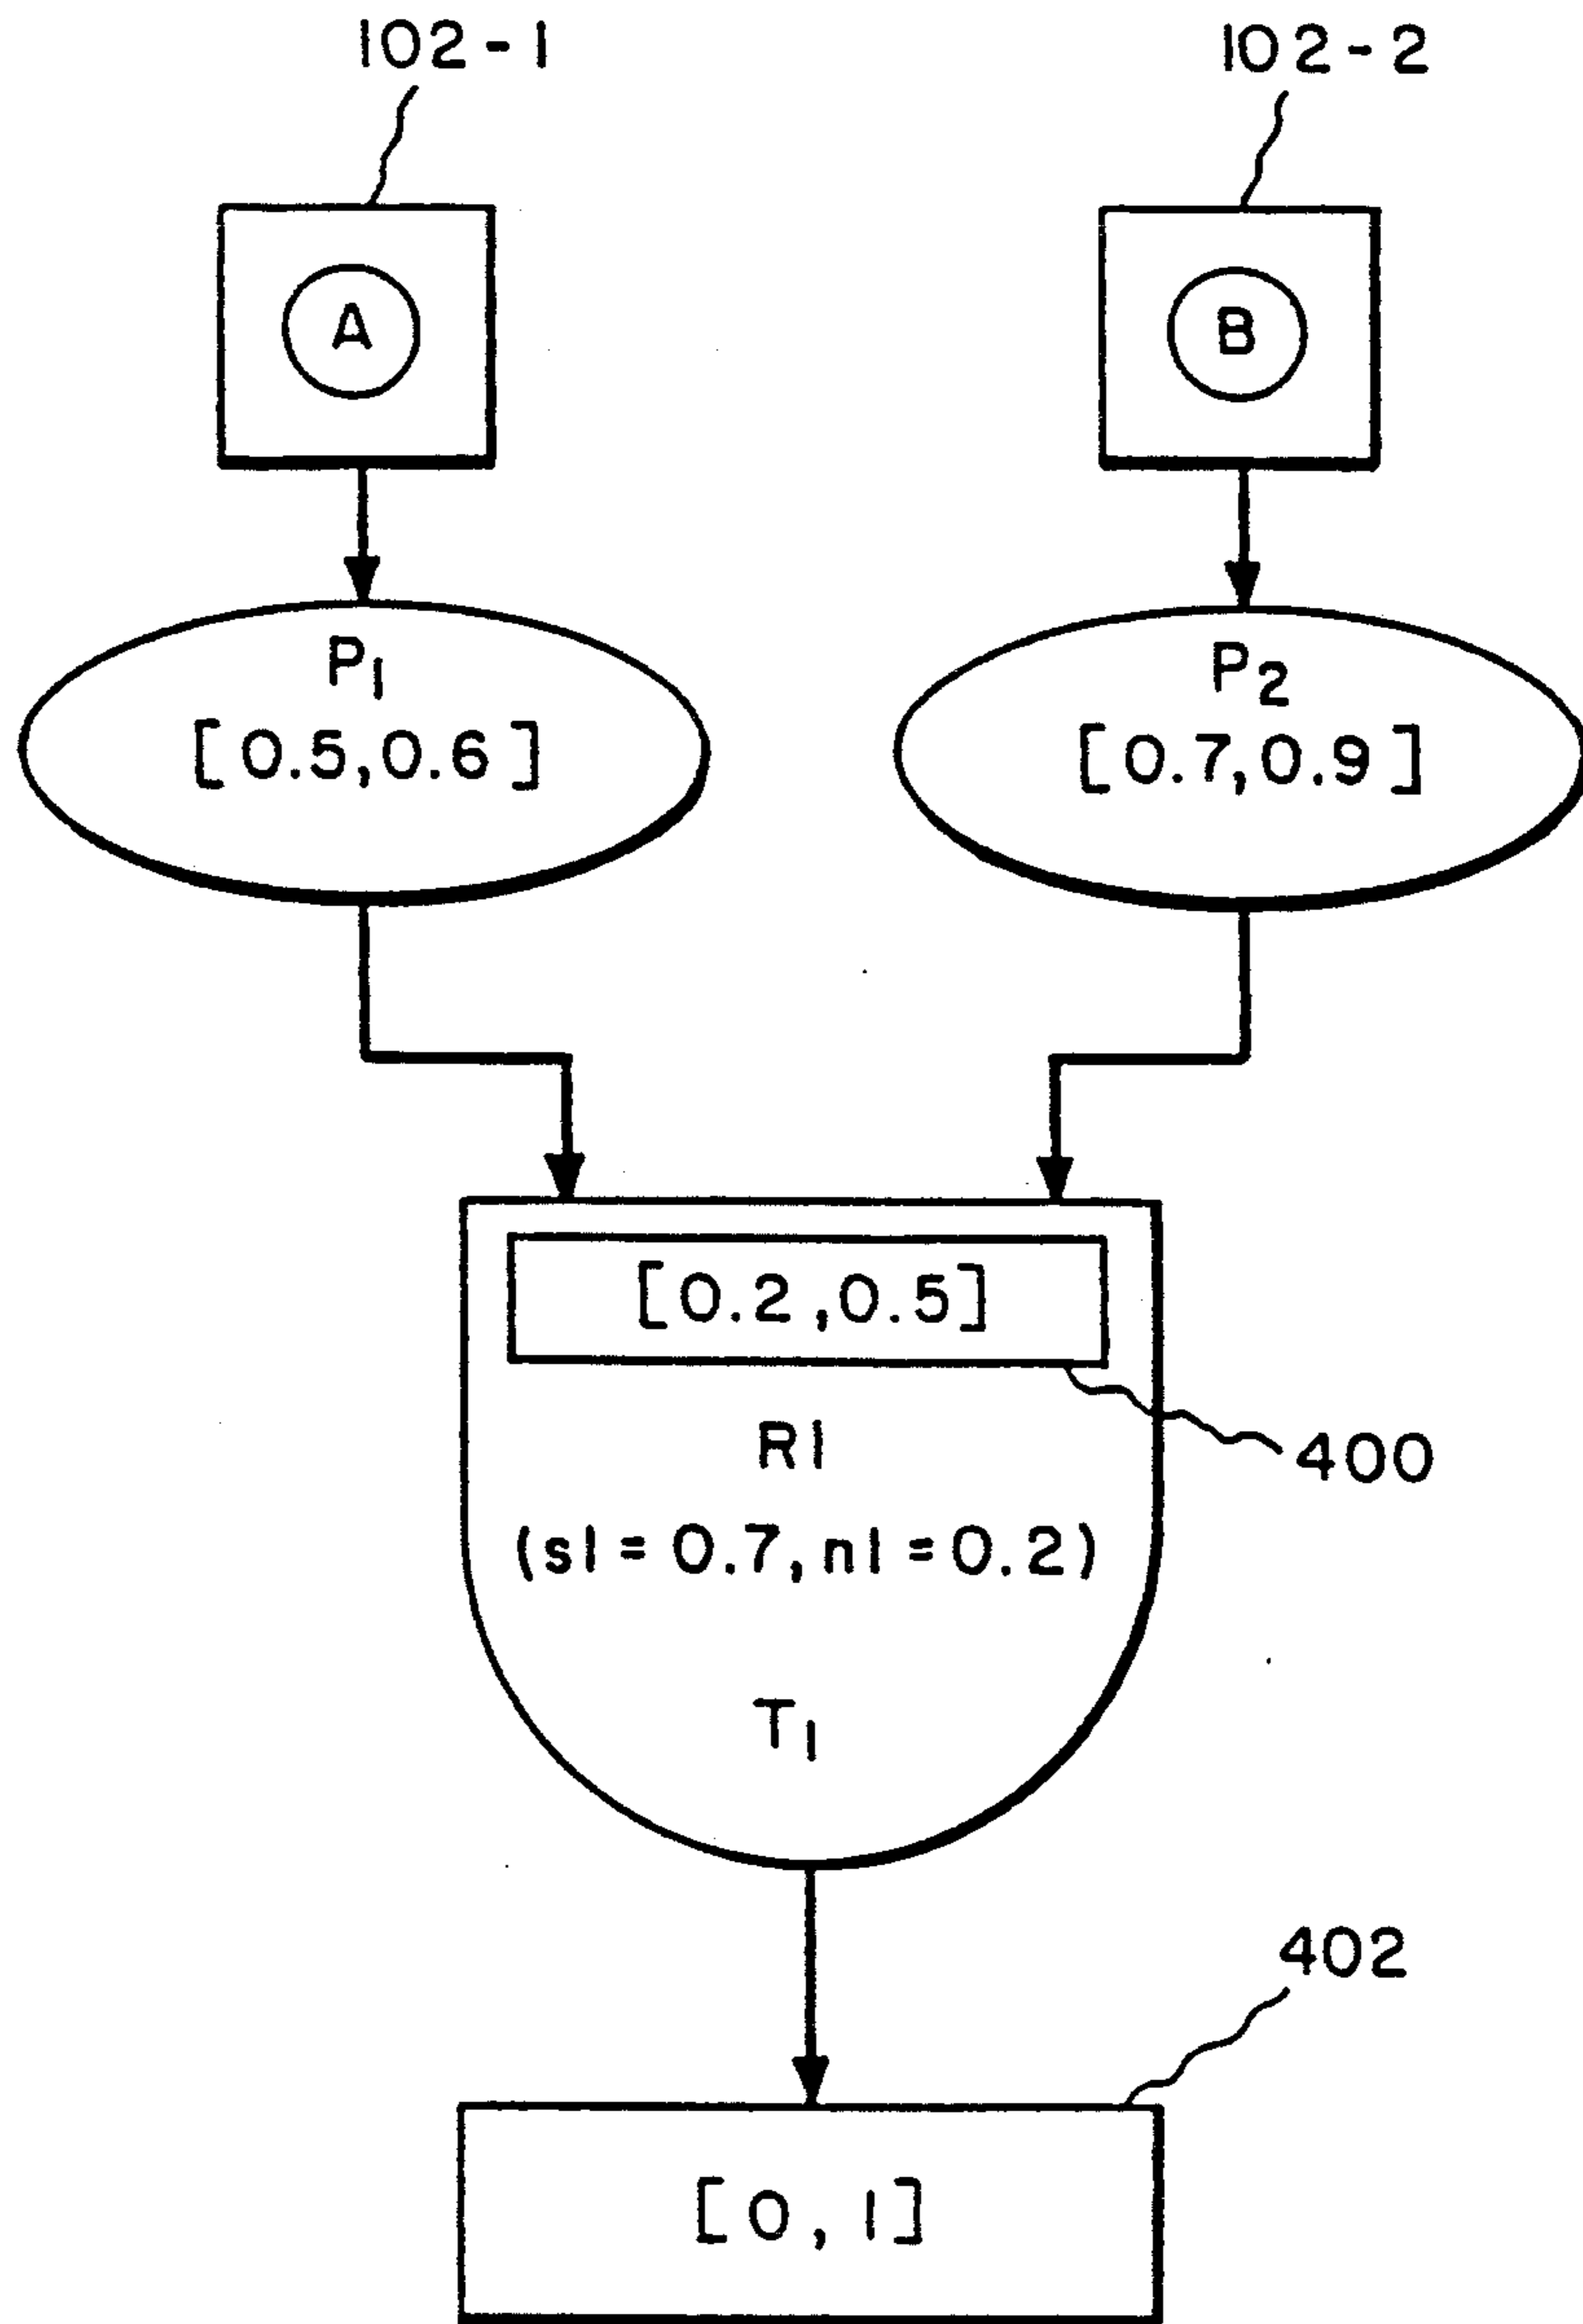 102-1
102-2
A
B
P1
[0.5,0.6]
P2
[0.7,0.9]
[0.2,0.5]
R1
400
(s1=0.7,n1=0.2)
T1
402
[0,1]